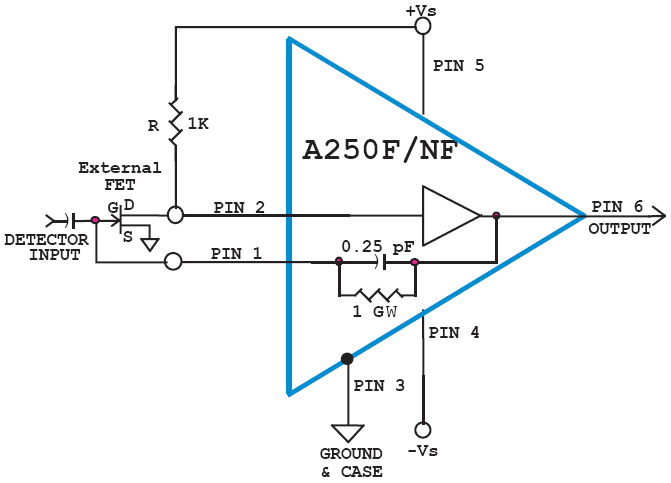 +Vs
PIN 5
R
1K
A250F/NF
External
FET
G
D
S
PIN 2
PIN 6
OUTPUT
DETECTOR
INPUT
PIN 1
0.25 pF
1 GW
PIN 4
PIN 3
GROUND
& CASE
-Vs